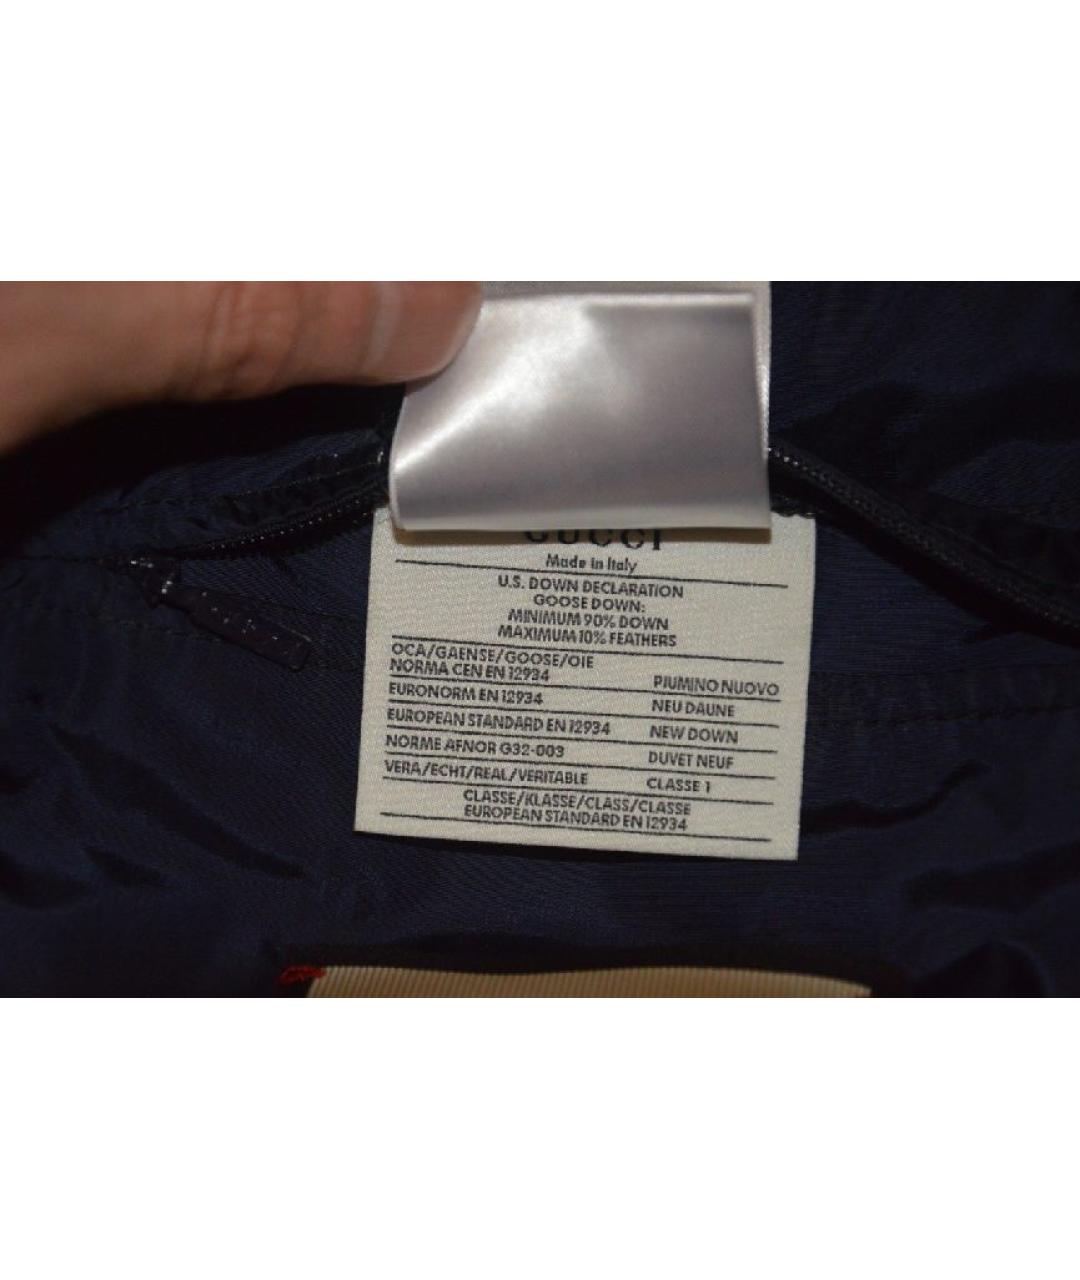 GUCCI
Made in Italy
U.S. DOWN DECLARATION
GOOSE DOWN:
MINIMUM 90% DOWN
MAXIMUM 10% FEATHERS
OCA/GAENSE/GOOSE/OIE
NORMA CEN EN 12934 PIUMINO NUOVO
EURONORM EN 12934 NEU DAUNE
EUROPEAN STANDARD EN 12934 NEW DOWN
NORME AFNOR G32-003 DUVET NEUF
VERA/ECHT/REAL/VERITABLE CLASSE 1
CLASSE/KLASSE/CLASS/CLASSE
EUROPEAN STANDARD EN 12934